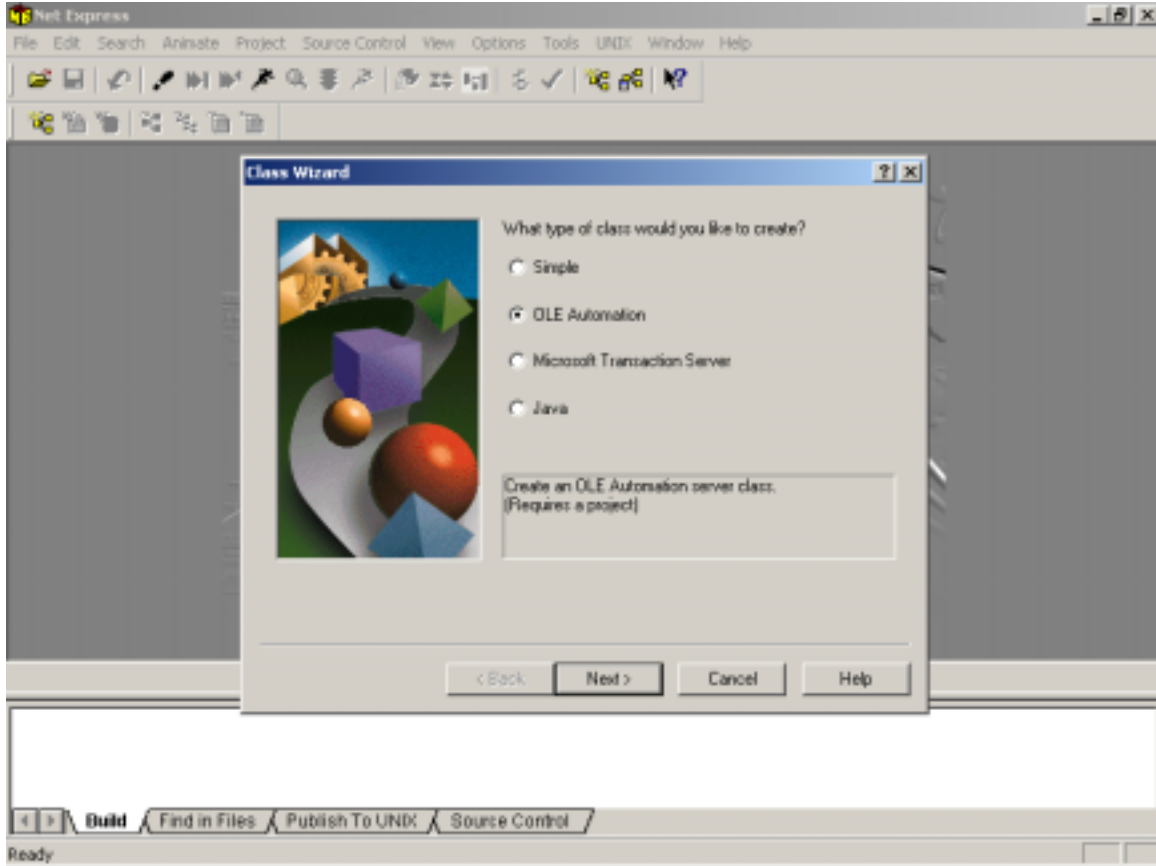 Net Express
File Edit Search Animate Project Source Control View Options Tools UNIX Window Help
Class Wizard
What type of class would you like to create?
Simple
OLE Automation
Microsoft Transaction Server
Java
Create an OLE Automation server class.
(Requires a project)
< Back Next > Cancel Help
Build Find in Files Publish To UNIX Source Control
Ready